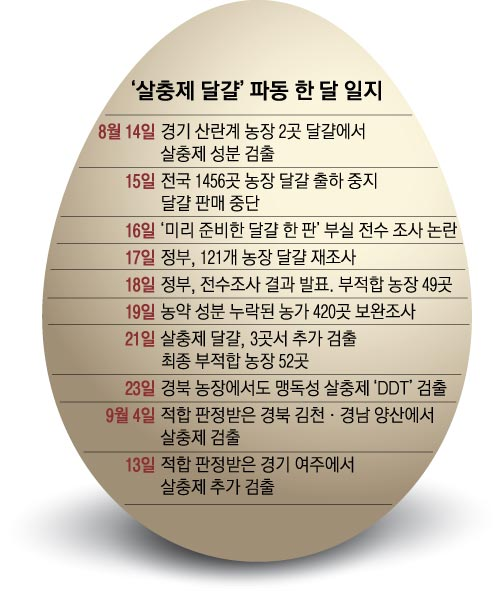 ‘살충제 달걀’ 파동 한 달 일지
8월 14일 경기 산란계 농장 2곳 달걀에서
살충제 성분 검출
15일 전국 1456곳 농장 달걀 출하 중지
달걀 판매 중단
16일 ‘미리 준비한 달걀 한 판’ 부실 전수 조사 논란
17일 정부, 121개 농장 달걀 재조사
18일 정부, 전수조사 결과 발표. 부적합 농장 49곳
19일 농약 성분 누락된 농가 420곳 보완조사
21일 살충제 달걀, 3곳서 추가 검출
최종 부적합 농장 52곳
23일 경북 농장에서도 맹독성 살충제 ‘DDT’ 검출
9월 4일 적합 판정받은 경북 김천·경남 양산에서
살충제 검출
13일 적합 판정받은 경기 여주에서
살충제 추가 검출